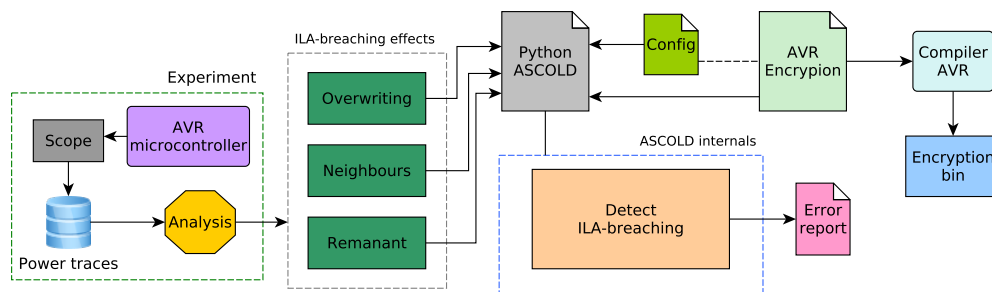 Experiment
Scope
AVR
microcontroller
Power traces
Analysis
ILA-breaching effects
Overwriting
Neighbours
Remanant
Python
ASCOLD
Config
AVR
Encrypion
Compiler
AVR
Encryption
bin
ASCOLD internals
Detect
ILA-breaching
Error
report